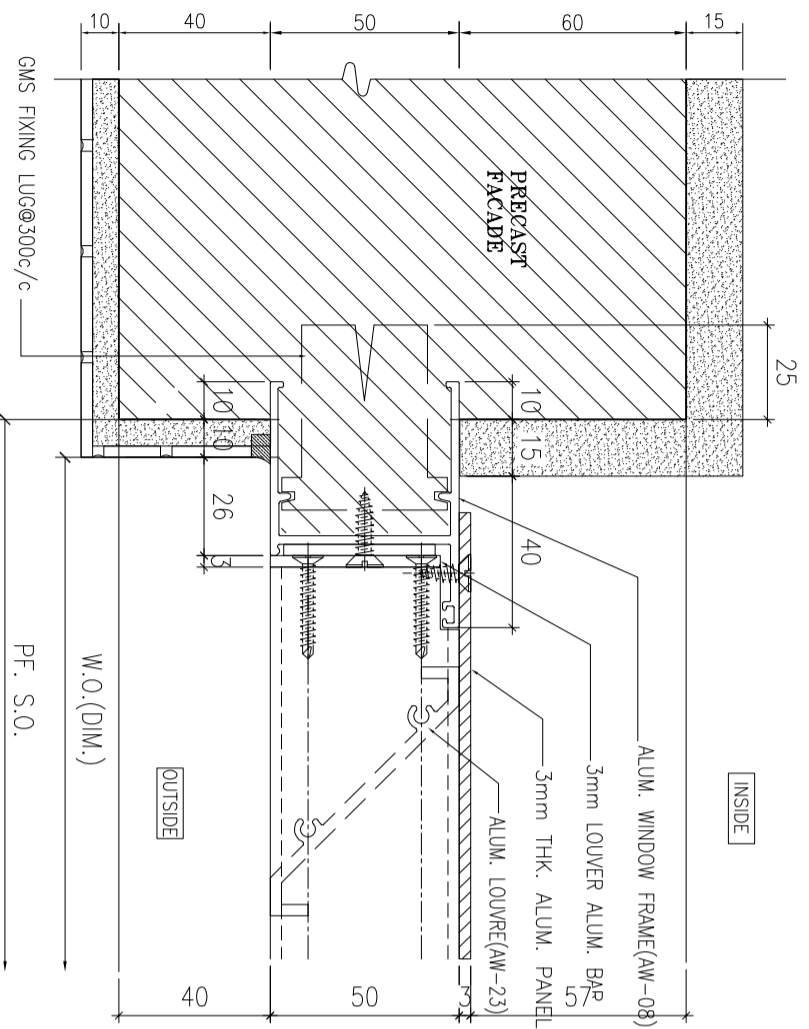 10
40
50
60
15
GMS FIXING LUG@300c/c
PRECAST
FACADE
25
10
10
26
3
10
15
40
W.O.(DIM.)
PF. S.O.
OUTSIDE
INSIDE
ALUM. WINDOW FRAME(AW-08)
3mm LOUVER ALUM. BAR
3mm THK. ALUM. PANEL
ALUM. LOUVRE(AW-23)
40
50
3
57